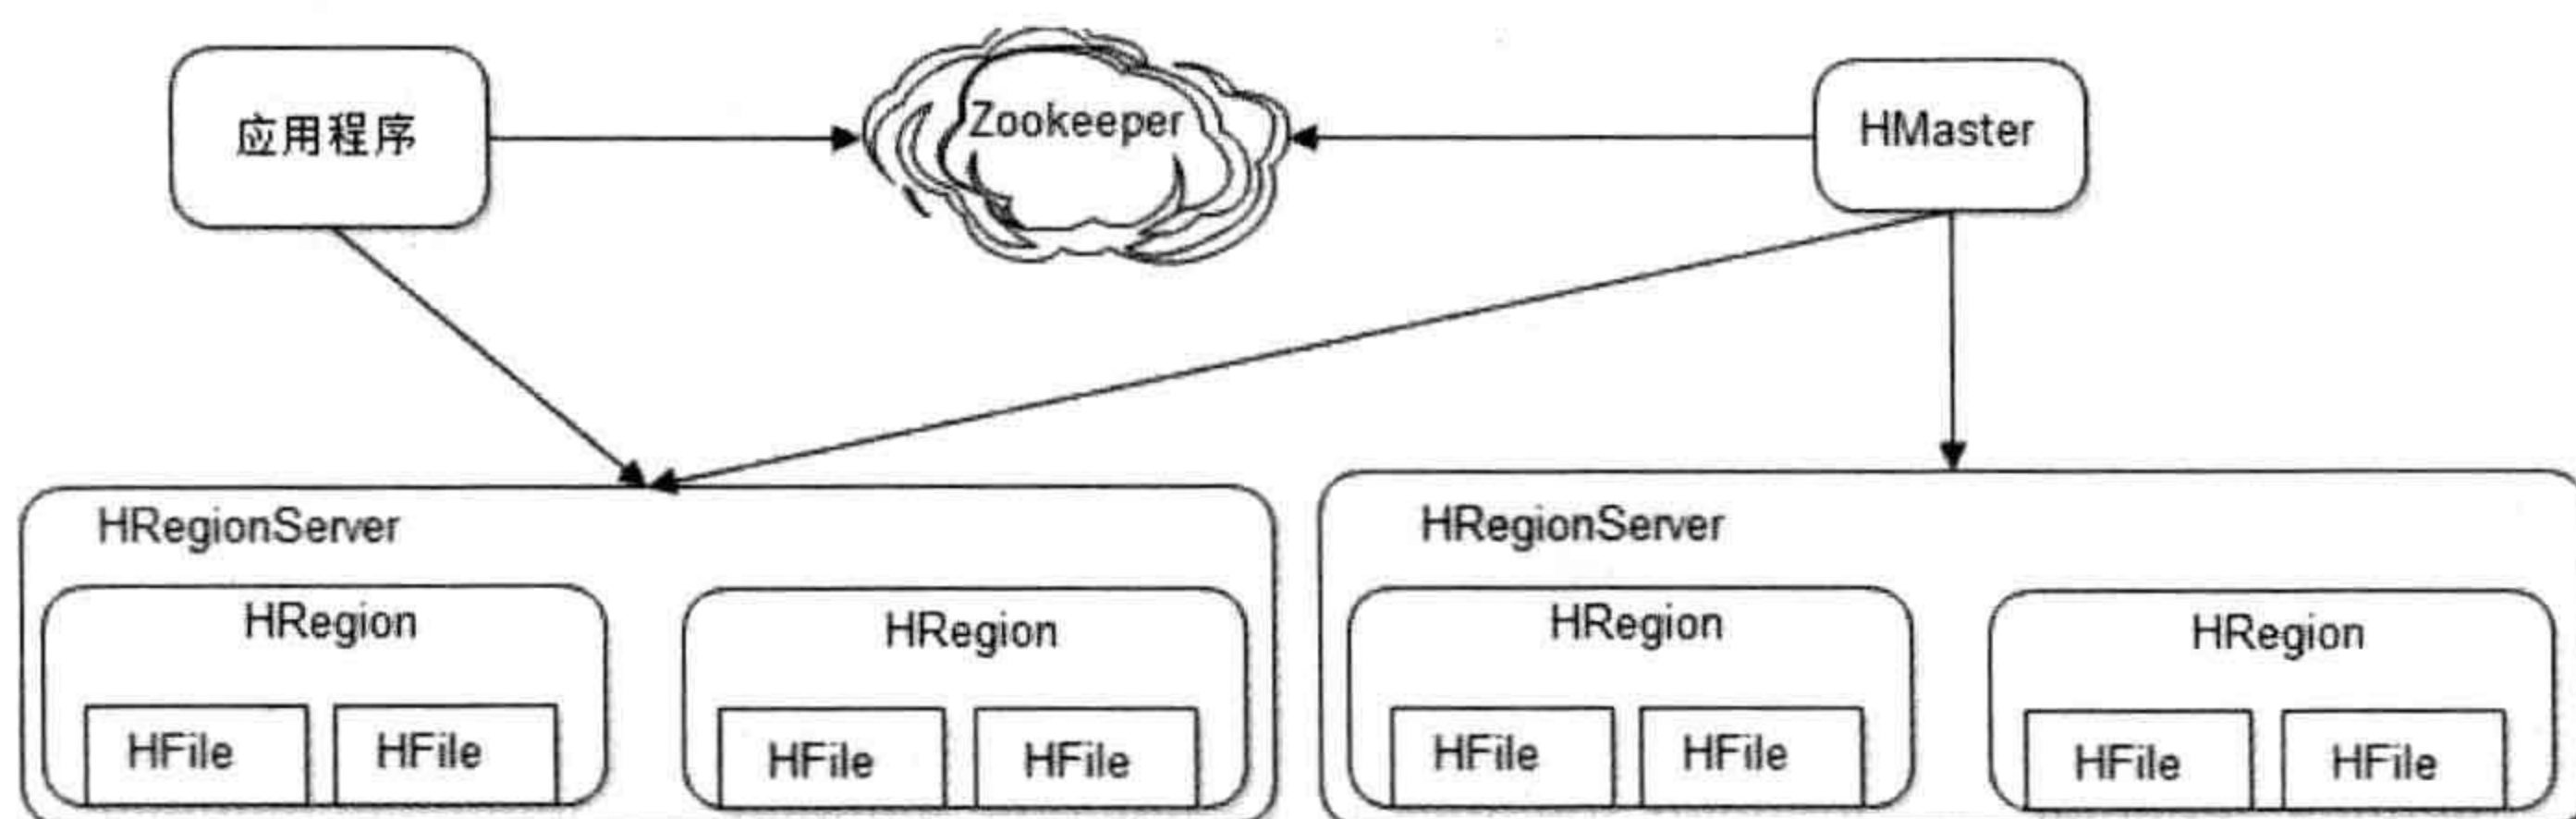 应用程序
Zookeeper
HMaster
HRegionServer
HRegionServer
HRegion
HRegion
HRegion
HRegion
HFile
HFile
HFile
HFile
HFile
HFile
HFile
HFile